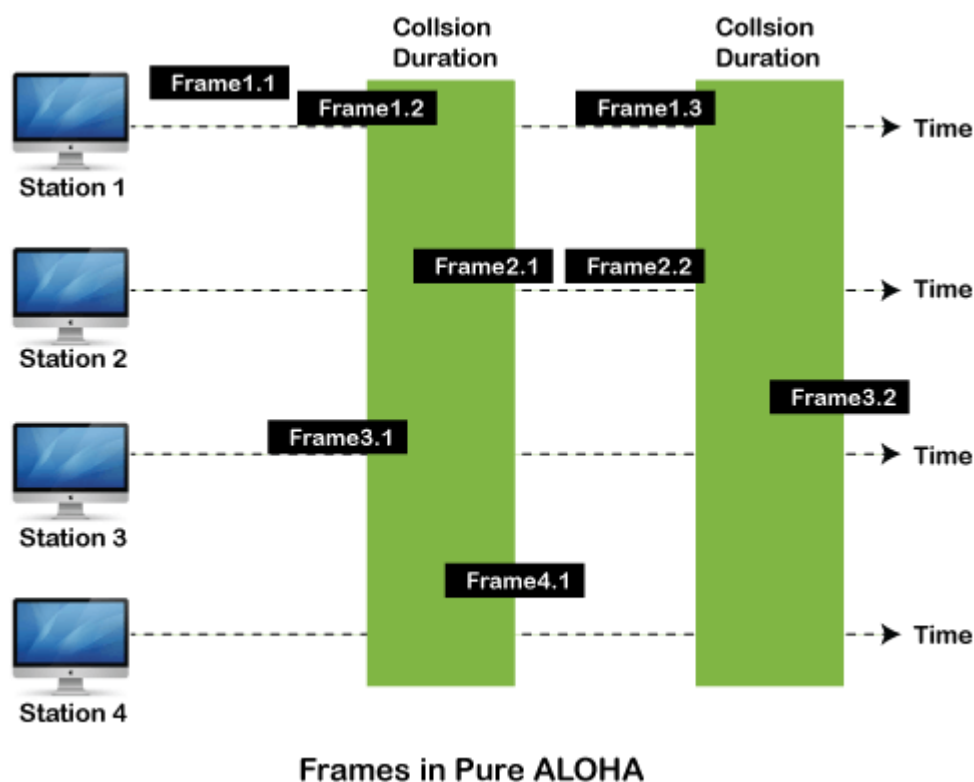 Collsion
Duration
Collsion
Duration
Frame1.1
Frame1.2
Frame1.3
Time
Station 1
Frame2.1
Frame2.2
Time
Station 2
Frame3.2
Frame3.1
Time
Station 3
Frame4.1
Time
Station 4
Frames in Pure ALOHA